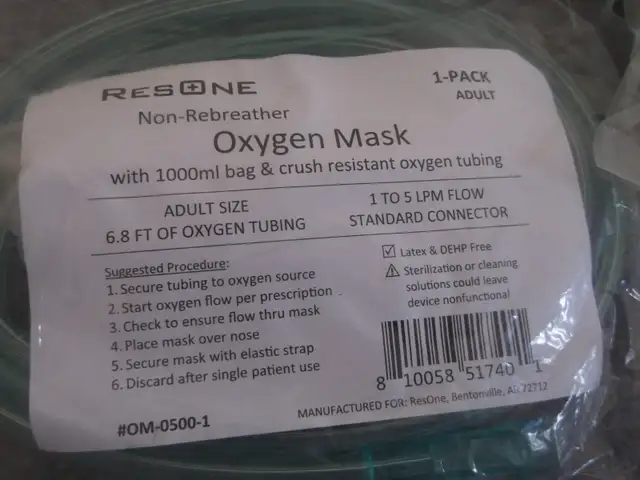 RESONE
1-PACK
ADULT
Non-Rebreather
Oxygen Mask
with 1000ml bag & crush resistant oxygen tubing
ADULT SIZE
6.8 FT OF OXYGEN TUBING
1 TO 5 LPM FLOW
STANDARD CONNECTOR
Suggested Procedure:
1. Secure tubing to oxygen source
2. Start oxygen flow per prescription
3. Check to ensure flow thru mask
4. Place mask over nose
5. Secure mask with elastic strap
6. Discard after single patient use
☑ Latex & DEHP Free
⚠ Sterilization or cleaning
solutions could leave
device nonfunctional
8 10058 51740 1
MANUFACTURED FOR: ResOne, Bentonville, AR 72712
#OM-0500-1